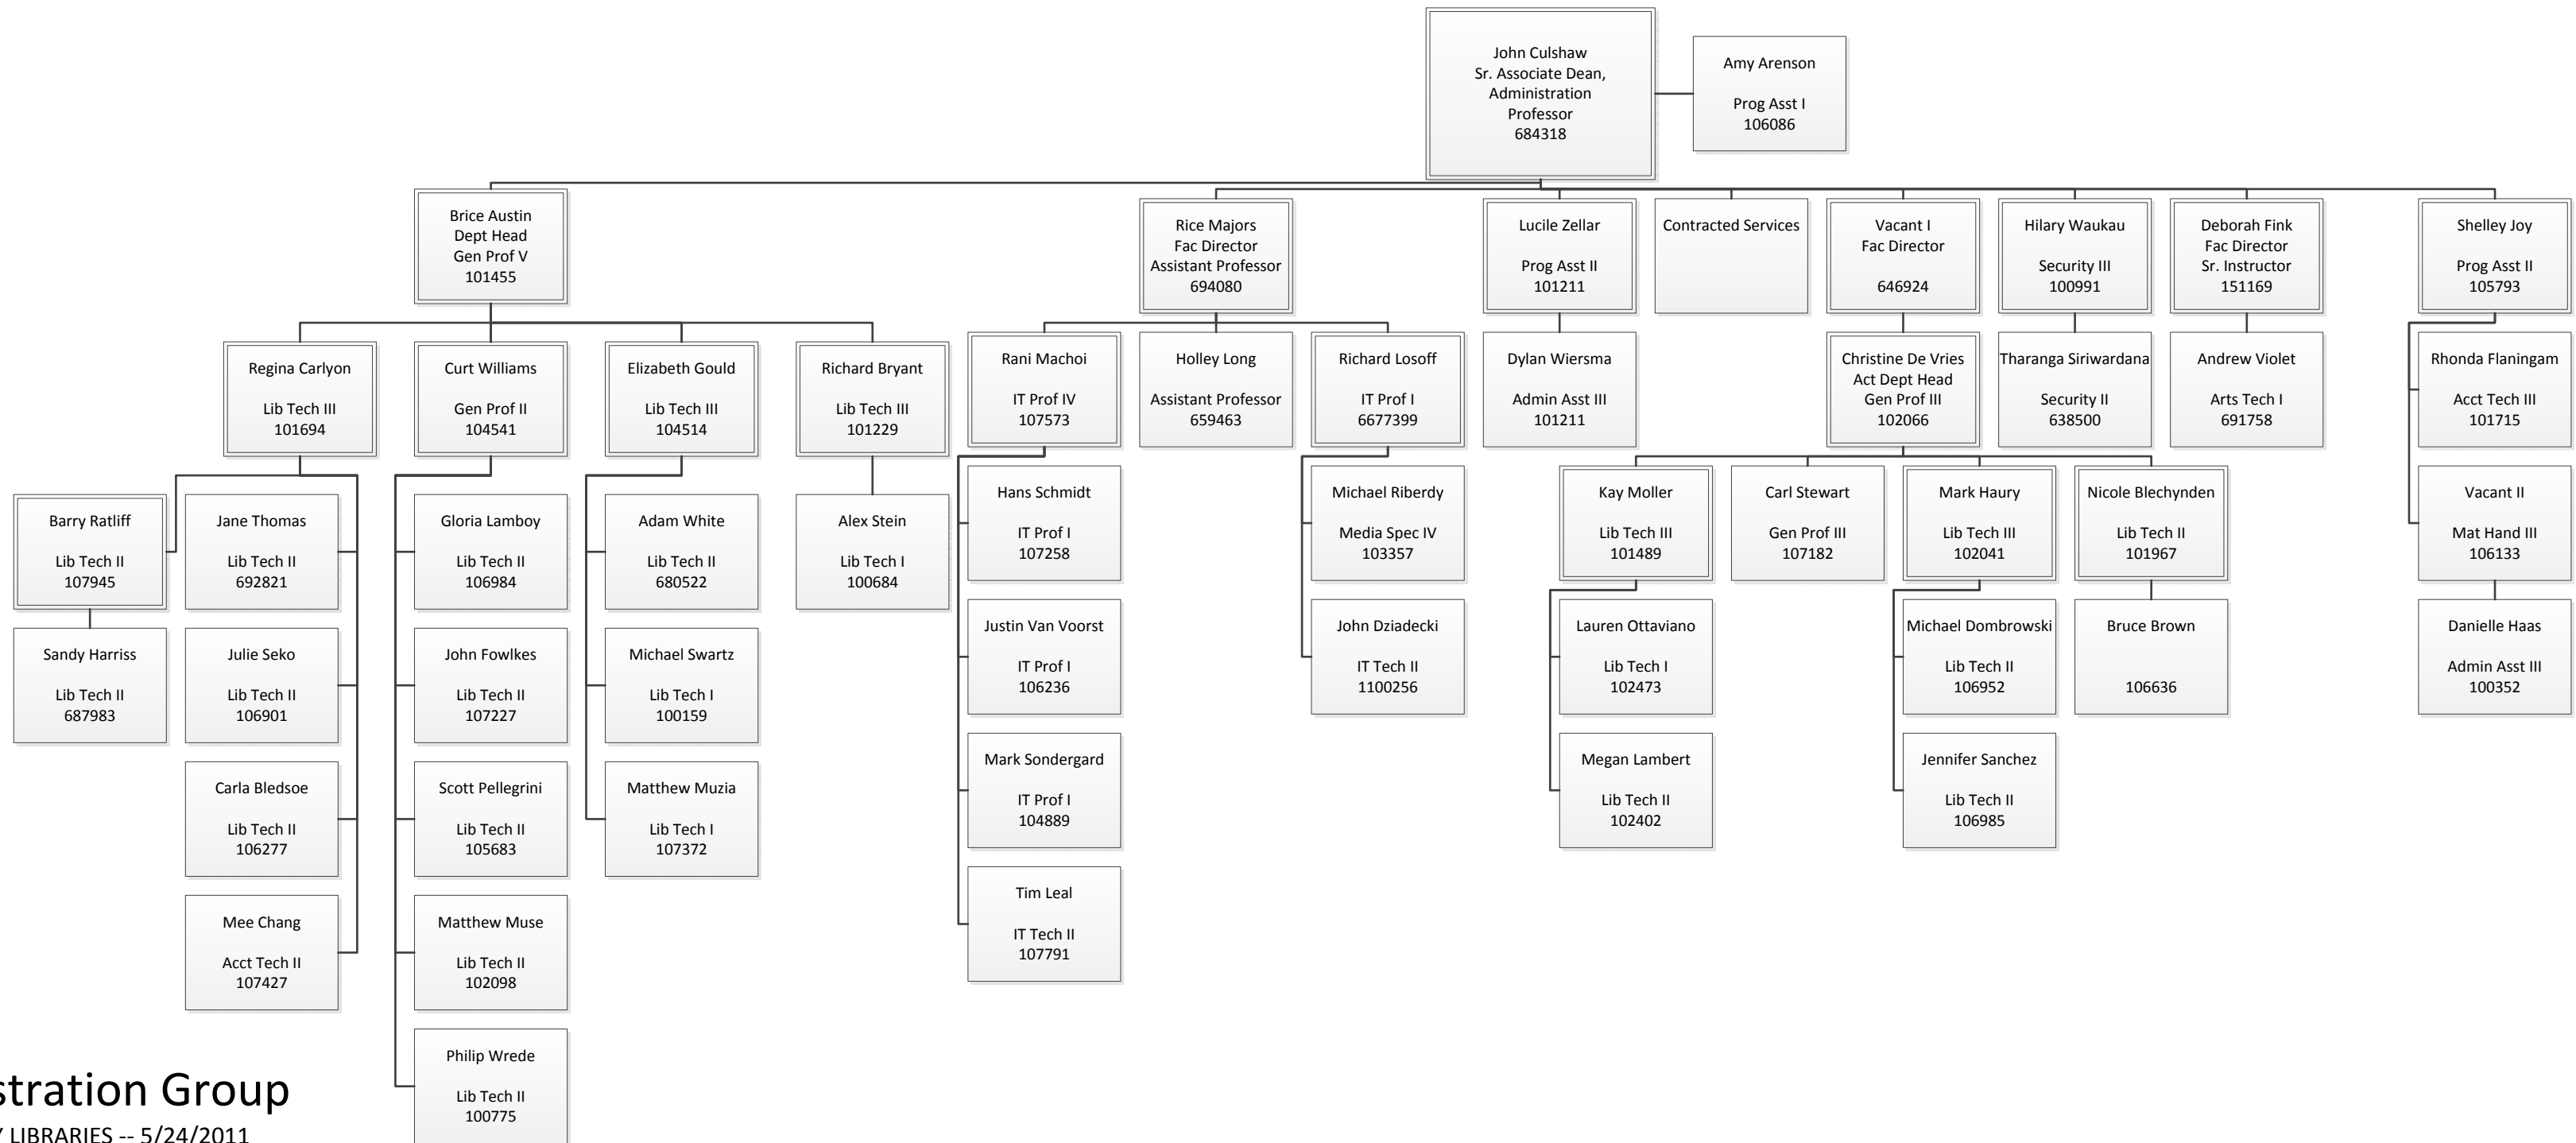 John Culshaw
Sr. Associate Dean,
Administration
Professor
684318
Amy Arenson
Prog Asst I
106086
Brice Austin
Dept Head
Gen Prof V
101455
Rice Majors
Fac Director
Assistant Professor
694080
Lucile Zellar
Prog Asst II
101211
Contracted Services
Vacant I
Fac Director
646924
Hilary Waukau
Security III
100991
Deborah Fink
Fac Director
Sr. Instructor
151169
Shelley Joy
Prog Asst II
105793
Regina Carlyon
Lib Tech III
101694
Curt Williams
Gen Prof II
104541
Elizabeth Gould
Lib Tech III
104514
Richard Bryant
Lib Tech III
101229
Rani Machoi
IT Prof IV
107573
Holley Long
Assistant Professor
659463
Richard Losoff
IT Prof I
6677399
Dylan Wiersma
Admin Asst III
101211
Christine De Vries
Act Dept Head
Gen Prof III
102066
Tharanga Siriwardana
Security II
638500
Andrew Violet
Arts Tech I
691758
Rhonda Flaningam
Acct Tech III
101715
Barry Ratliff
Lib Tech II
107945
Jane Thomas
Lib Tech II
692821
Gloria Lamboy
Lib Tech II
106984
Adam White
Lib Tech II
680522
Alex Stein
Lib Tech I
100684
Hans Schmidt
IT Prof I
107258
Michael Riberdy
Media Spec IV
103357
Kay Moller
Lib Tech III
101489
Carl Stewart
Gen Prof III
107182
Mark Haury
Lib Tech III
102041
Nicole Blechynden
Lib Tech II
101967
Vacant II
Mat Hand III
106133
Sandy Harriss
Lib Tech II
687983
Julie Seko
Lib Tech II
106901
John Fowlkes
Lib Tech II
107227
Michael Swartz
Lib Tech I
100159
Justin Van Voorst
IT Prof I
106236
John Dziadecki
IT Tech II
1100256
Lauren Ottaviano
Lib Tech I
102473
Michael Dombrowski
Lib Tech II
106952
Bruce Brown
106636
Danielle Haas
Admin Asst III
100352
Carla Bledsoe
Lib Tech II
106277
Scott Pellegrini
Lib Tech II
105683
Matthew Muzia
Lib Tech I
107372
Mark Sondergard
IT Prof I
104889
Megan Lambert
Lib Tech II
102402
Jennifer Sanchez
Lib Tech II
106985
Mee Chang
Acct Tech II
107427
Matthew Muse
Lib Tech II
102098
Tim Leal
IT Tech II
107791
Philip Wrede
Lib Tech II
100775
stration Group
Y LIBRARIES -- 5/24/2011